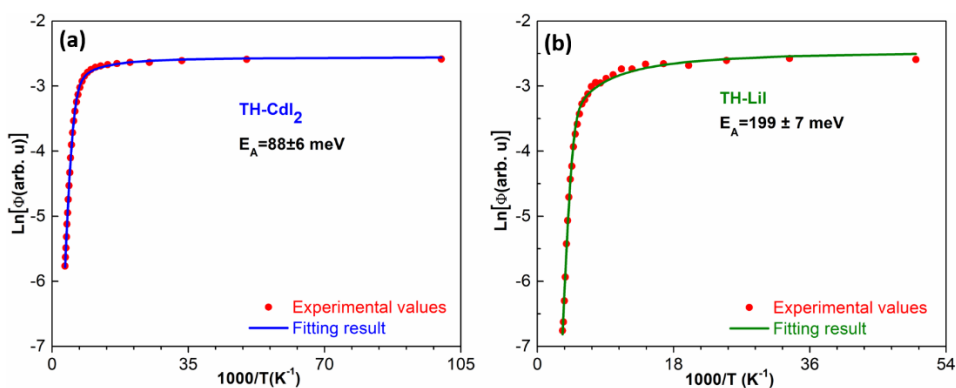 (a)
TH-CdI₂
E_A=88±6 meV
Experimental values
Fitting result
-2
-3
-4
-5
-6
-7
0
35
70
105
1000/T(K⁻¹)
Ln[Φ(arb. u)]
(b)
TH-LiI
E_A=199 ± 7 meV
Experimental values
Fitting result
-2
-3
-4
-5
-6
-7
0
18
36
54
1000/T(K⁻¹)
Ln[Φ(arb. u)]